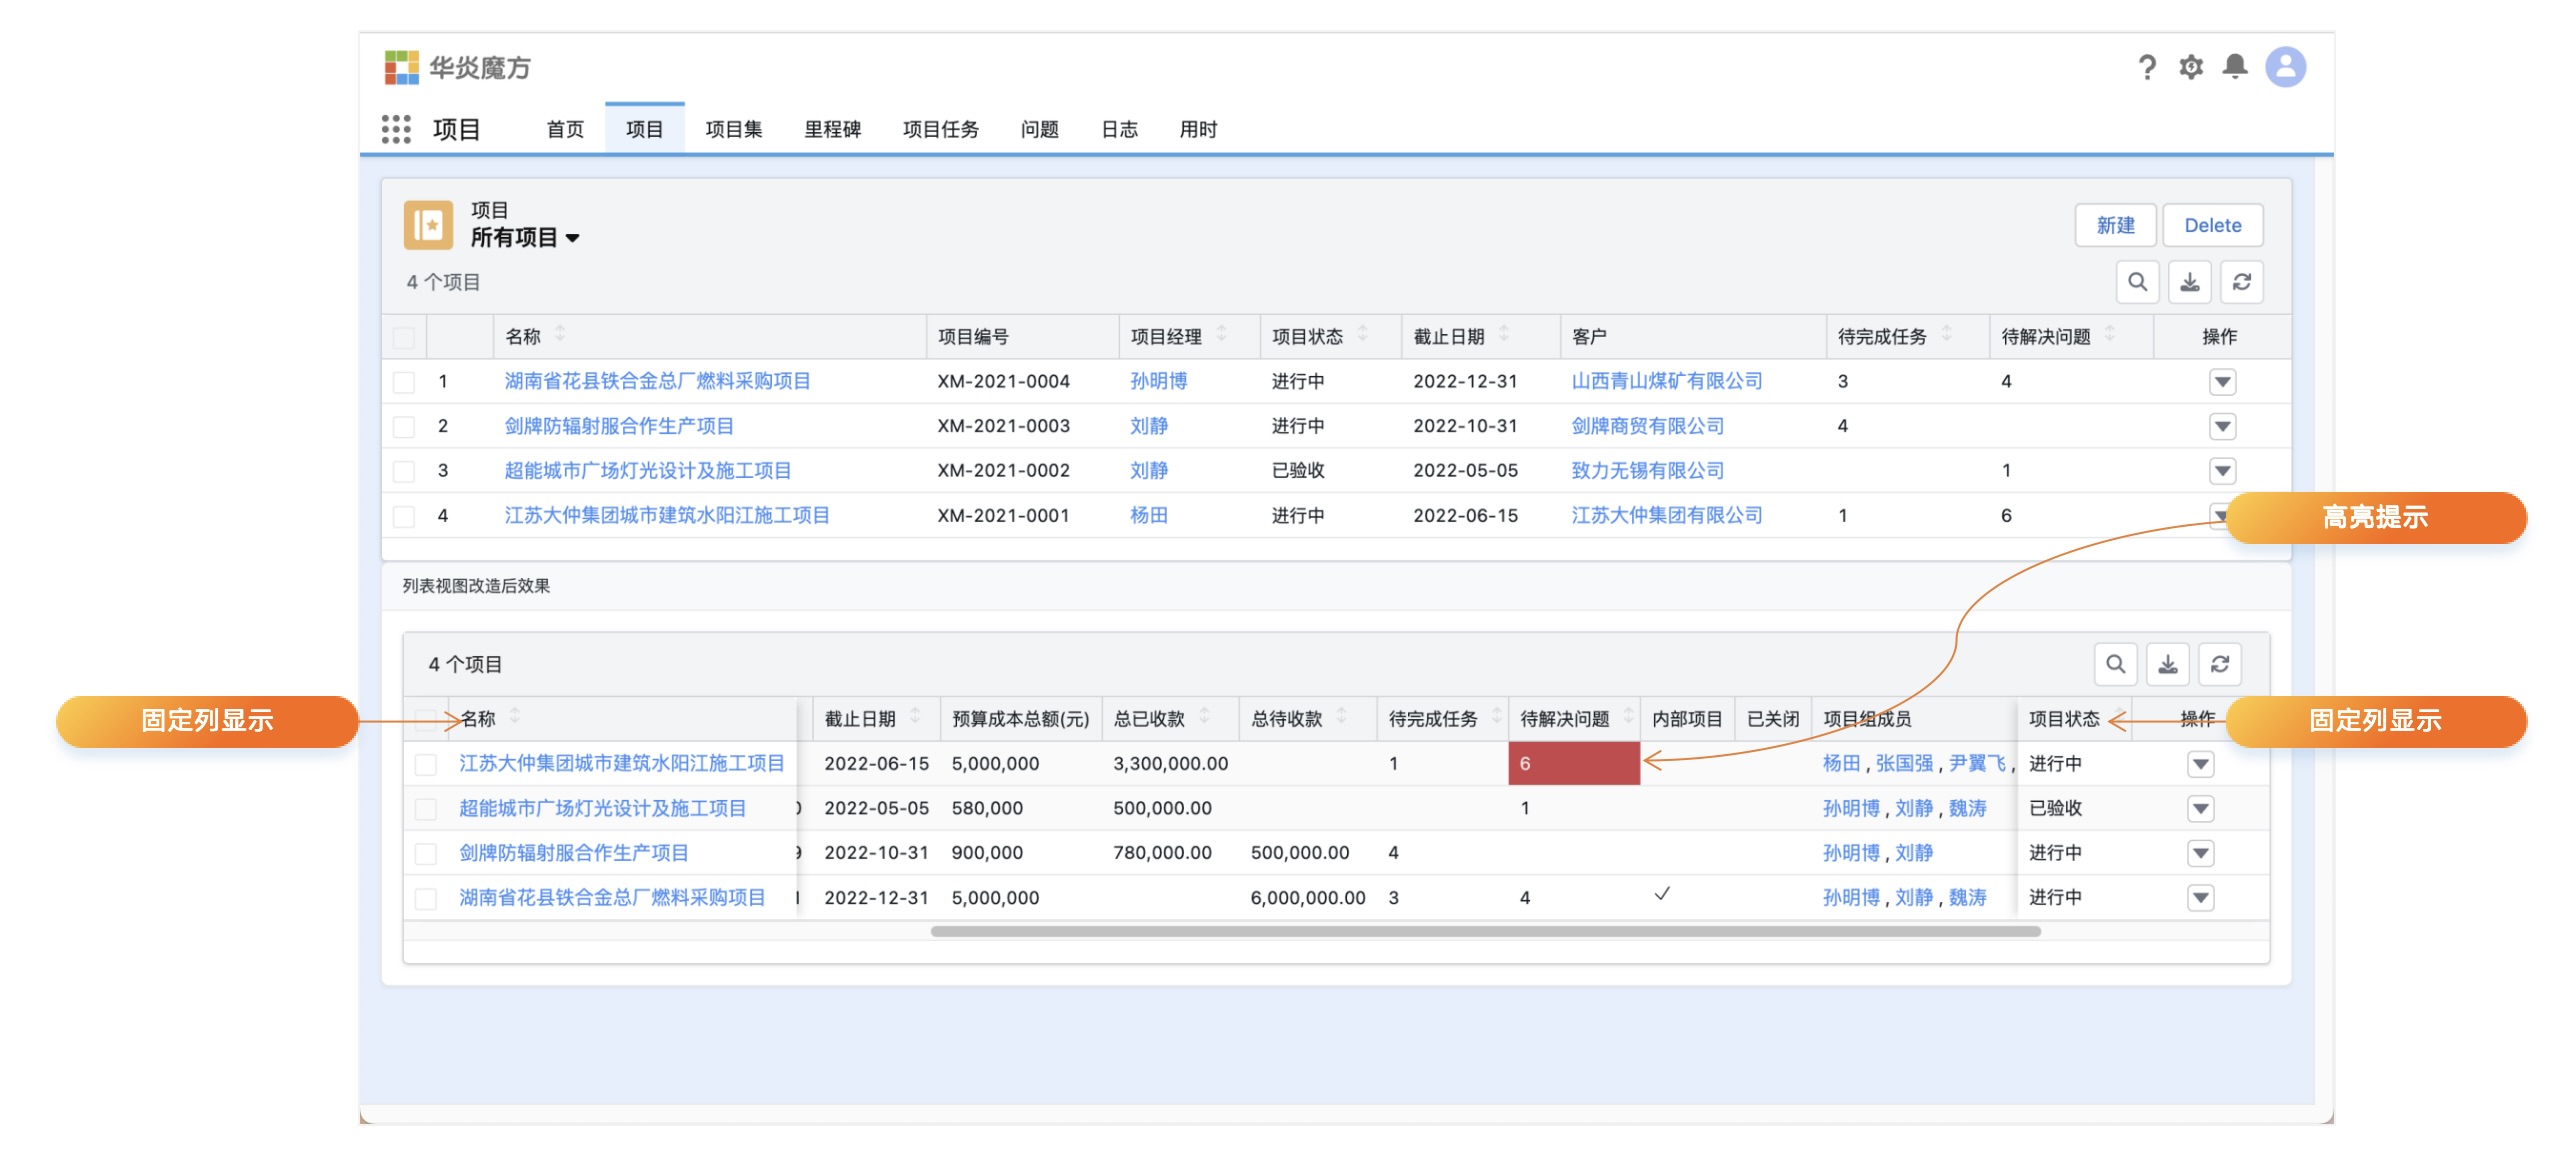 华炎魔方
项目 首页 项目 项目集 里程碑 项目任务 问题 日志 用时
项目
所有项目
新建 Delete
4 个项目
名称 项目编号 项目经理 项目状态 截止日期 客户 待完成任务 待解决问题 操作
1 湖南省花县铁合金总厂燃料采购项目 XM-2021-0004 孙明博 进行中 2022-12-31 山西青山煤矿有限公司 3 4
2 剑牌防辐射服合作生产项目 XM-2021-0003 刘静 进行中 2022-10-31 剑牌商贸有限公司 4
3 超能城市广场灯光设计及施工项目 XM-2021-0002 刘静 已验收 2022-05-05 致力无锡有限公司 1
4 江苏大仲集团城市建筑水阳江施工项目 XM-2021-0001 杨田 进行中 2022-06-15 江苏大仲集团有限公司 1 6
高亮提示
列表视图改造后效果
4 个项目
固定列显示
名称 截止日期 预算成本总额(元) 总已收款 总待收款 待完成任务 待解决问题 内部项目 已关闭 项目组成员 项目状态 操作
固定列显示
江苏大仲集团城市建筑水阳江施工项目 2022-06-15 5,000,000 3,300,000.00 1 6 杨田 , 张国强 , 尹翼飞 , 进行中
超能城市广场灯光设计及施工项目 2022-05-05 580,000 500,000.00 1 孙明博 , 刘静 , 魏涛 已验收
剑牌防辐射服合作生产项目 2022-10-31 900,000 780,000.00 500,000.00 4 孙明博 , 刘静 进行中
湖南省花县铁合金总厂燃料采购项目 2022-12-31 5,000,000 6,000,000.00 3 4 孙明博 , 刘静 , 魏涛 进行中